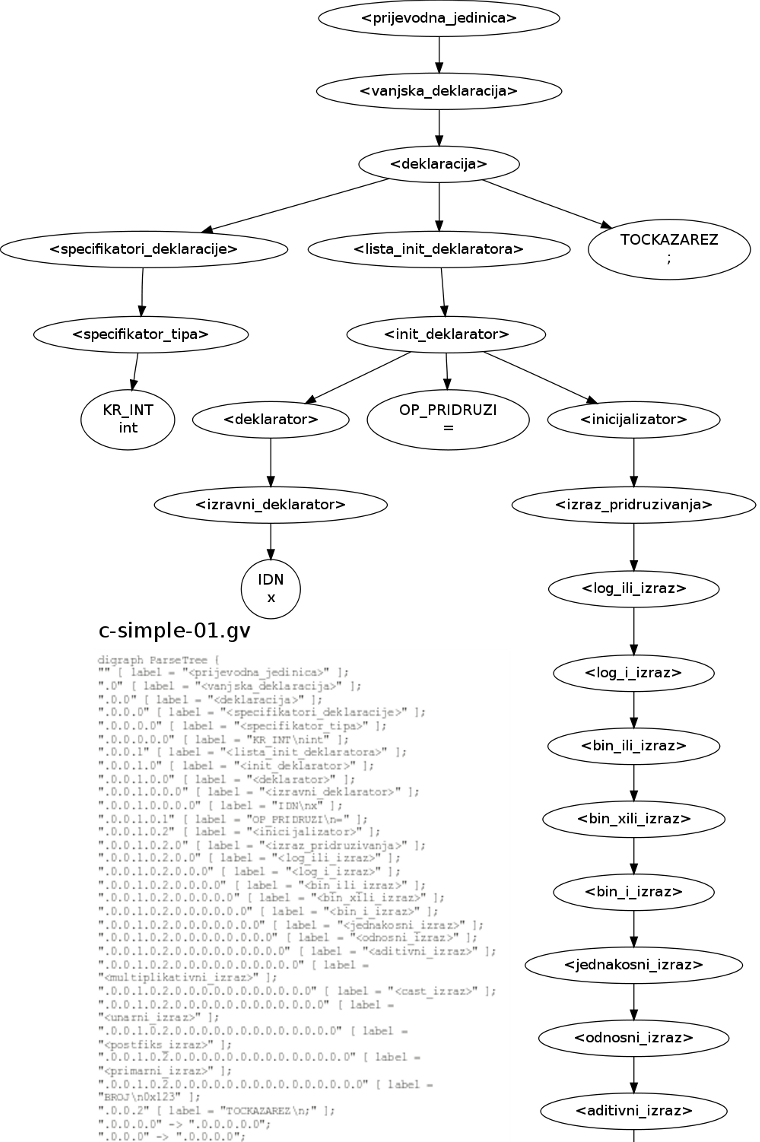 <prijevodna_jedinica>
<vanjska_deklaracija>
<deklaracija>
<specifikatori_deklaracije>
<lista_init_deklaratora>
TOCKAZAREZ
;
<specifikator_tipa>
<init_deklarator>
KR_INT
int
<deklarator>
OP_PRIDRUZI
=
<inicijalizator>
<izravni_deklarator>
<izraz_pridruzivanja>
IDN
x
<log_ili_izraz>
<log_i_izraz>
<bin_ili_izraz>
<bin_xili_izraz>
<bin_i_izraz>
<jednakosni_izraz>
<odnosni_izraz>
<aditivni_izraz>
c-simple-01.gv
digraph ParseTree {
"" [ label = "<prijevodna_jedinica>" ];
".0" [ label = "<vanjska_deklaracija>" ];
".0.0" [ label = "<deklaracija>" ];
".0.0.0" [ label = "<specifikatori_deklaracije>" ];
".0.0.0.0" [ label = "<specifikator_tipa>" ];
".0.0.0.0.0" [ label = "KR_INT\nint" ];
".0.0.1" [ label = "<lista_init_deklaratora>" ];
".0.0.1.0" [ label = "<init_deklarator>" ];
".0.0.1.0.0" [ label = "<deklarator>" ];
".0.0.1.0.0.0" [ label = "<izravni_deklarator>" ];
".0.0.1.0.0.0.0" [ label = "IDN\nx" ];
".0.0.1.0.1" [ label = "OP_PRIDRUZI\n=" ];
".0.0.1.0.2" [ label = "<inicijalizator>" ];
".0.0.1.0.2.0" [ label = "<izraz_pridruzivanja>" ];
".0.0.1.0.2.0.0" [ label = "<log_ili_izraz>" ];
".0.0.1.0.2.0.0.0" [ label = "<log_i_izraz>" ];
".0.0.1.0.2.0.0.0.0" [ label = "<bin_ili_izraz>" ];
".0.0.1.0.2.0.0.0.0.0" [ label = "<bin_xili_izraz>" ];
".0.0.1.0.2.0.0.0.0.0.0" [ label = "<bin_i_izraz>" ];
".0.0.1.0.2.0.0.0.0.0.0.0" [ label = "<jednakosni_izraz>" ];
".0.0.1.0.2.0.0.0.0.0.0.0.0" [ label = "<odnosni_izraz>" ];
".0.0.1.0.2.0.0.0.0.0.0.0.0.0" [ label = "<aditivni_izraz>" ];
".0.0.1.0.2.0.0.0.0.0.0.0.0.0.0" [ label =
"<multiplikativni_izraz>" ];
".0.0.1.0.2.0.0.0.0.0.0.0.0.0.0.0" [ label = "<cast_izraz>" ];
".0.0.1.0.2.0.0.0.0.0.0.0.0.0.0.0.0" [ label =
"<unarni_izraz>" ];
".0.0.1.0.2.0.0.0.0.0.0.0.0.0.0.0.0.0" [ label =
"<postfiks_izraz>" ];
".0.0.1.0.2.0.0.0.0.0.0.0.0.0.0.0.0.0.0" [ label =
"<primarni_izraz>" ];
".0.0.1.0.2.0.0.0.0.0.0.0.0.0.0.0.0.0.0.0" [ label =
"BROJ\n0x123" ];
".0.0.2" [ label = "TOCKAZAREZ\n;" ];
".0.0.0.0" -> ".0.0.0.0.0";
".0.0.0" -> ".0.0.0.0";